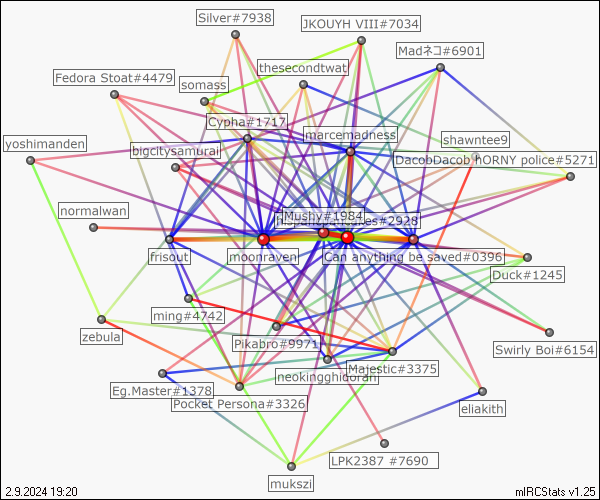 Silver#7938
JKOUYH VIII#7034
Madネコ#6901
thesecondtwat
Fedora Stoat#4479
somass
Cypha#1717
marcemadness
shawntee9
yoshimanden
bigcitysamurai
DacobDacob
HORNY police#5271
normalwan
Mushy#1984
#2928
frisout
moonraven
Can anything be saved#0396
Duck#1245
ming#4742
zebula
Pikabro#9971
Swirly Boi#6154
neokingghidorah
Majestic#3375
Eg.Master#1378
Pocket Persona#3326
eliakith
LPK2387 #7690
mukszi
2.9.2024 19:20
mIRCStats v1.25